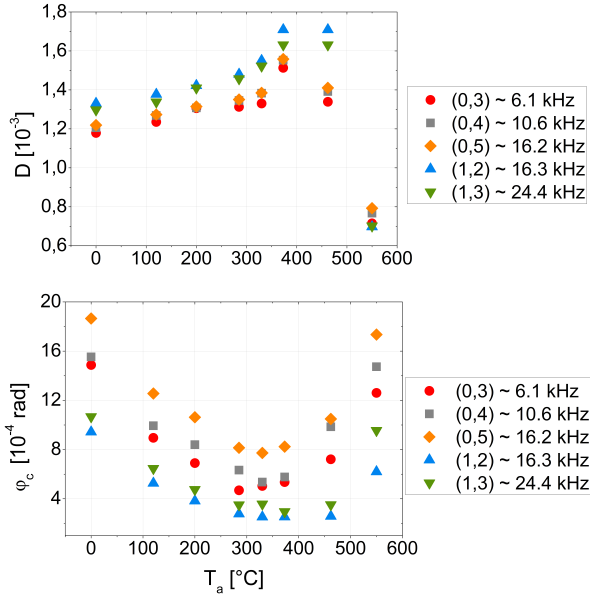 1,8
1,6
1,4
1,2
1,0
0,8
0,6
D [10⁻³]
0 100 200 300 400 500 600
(0,3) ~ 6.1 kHz
(0,4) ~ 10.6 kHz
(0,5) ~ 16.2 kHz
(1,2) ~ 16.3 kHz
(1,3) ~ 24.4 kHz
20
16
12
8
4
φc [10⁻⁴ rad]
0 100 200 300 400 500 600
Ta [°C]
(0,3) ~ 6.1 kHz
(0,4) ~ 10.6 kHz
(0,5) ~ 16.2 kHz
(1,2) ~ 16.3 kHz
(1,3) ~ 24.4 kHz